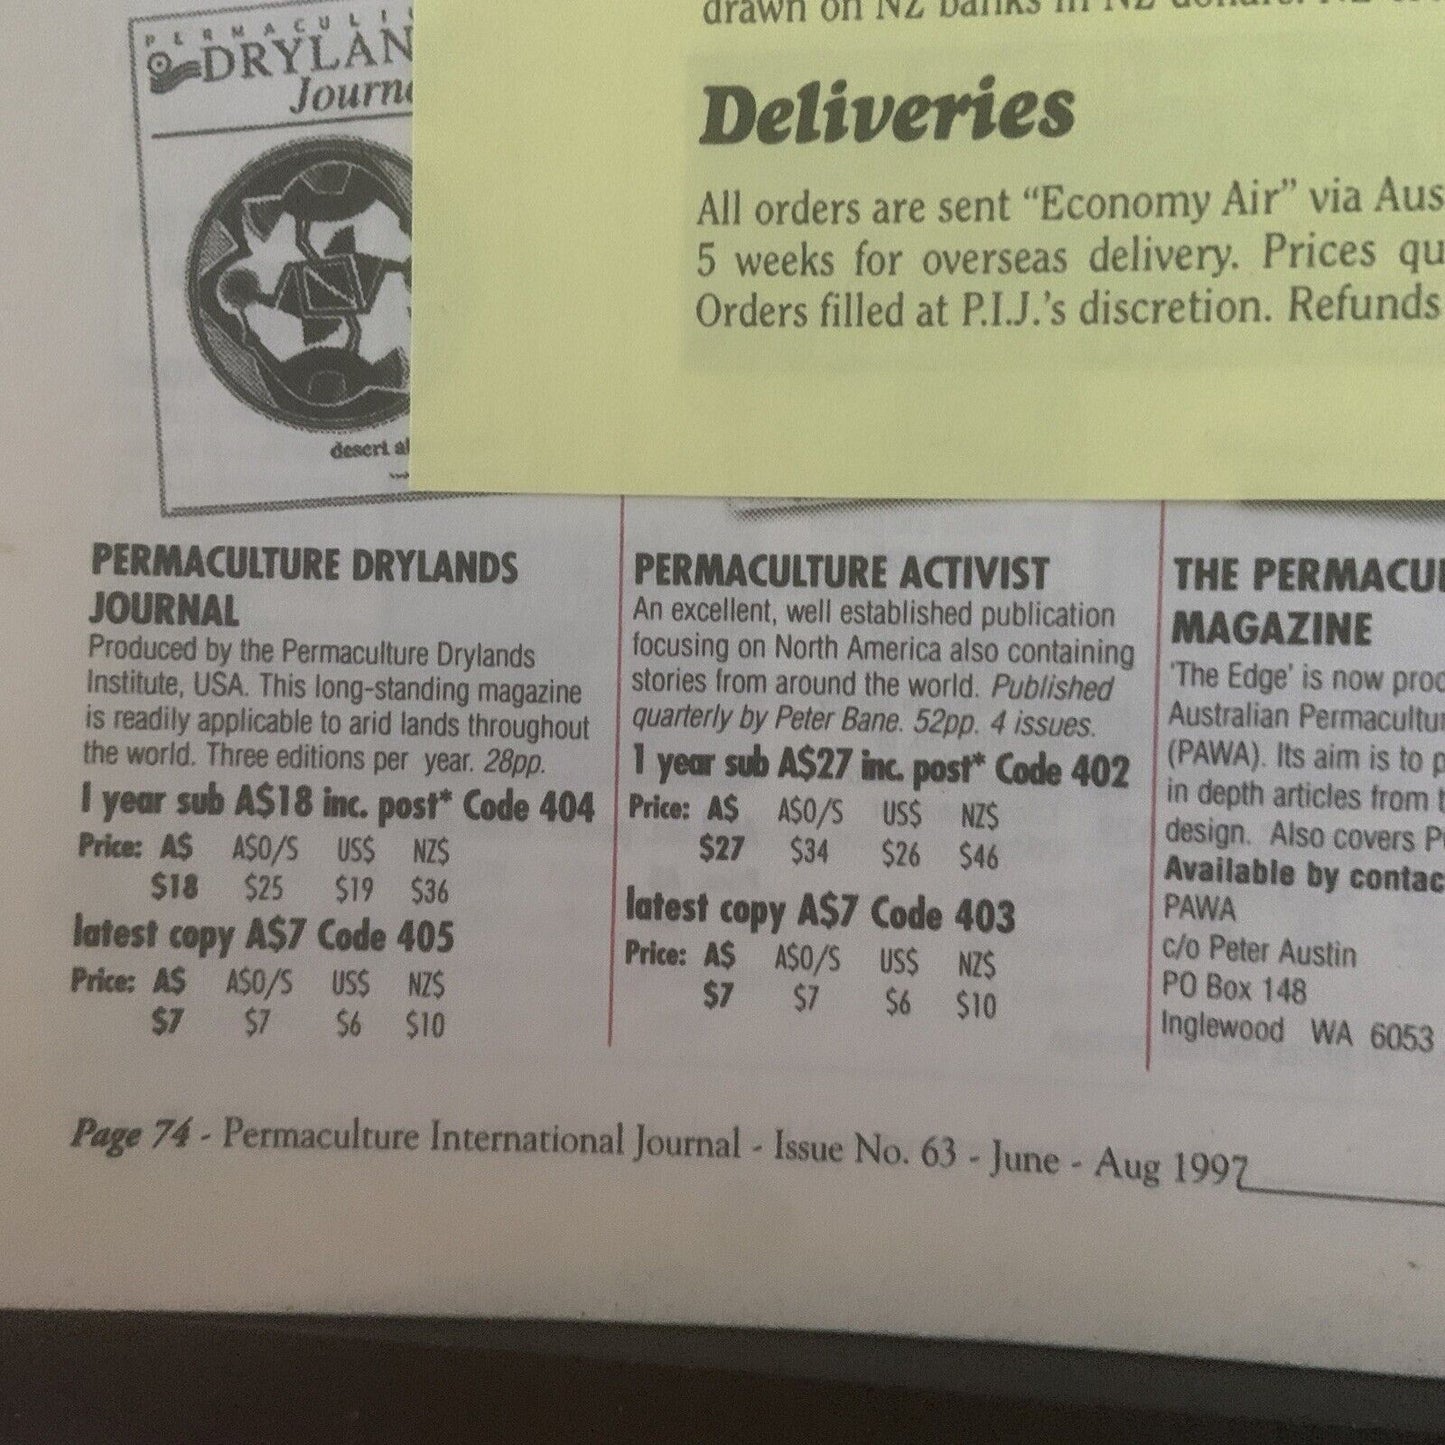 PERMACUL
DRYLAN
Journ
desert
drawn on NZ banks in NZ
Deliveries
All orders are sent “Economy Air” via Aus
5 weeks for overseas delivery. Prices qu
Orders filled at P.I.J.’s discretion. Refunds
PERMACULTURE DRYLANDS
JOURNAL
Produced by the Permaculture Drylands
Institute, USA. This long-standing magazine
is readily applicable to arid lands throughout
the world. Three editions per year. 28pp.
1 year sub A$18 inc. post* Code 404
Price: A$ A$O/S US$ NZ$
$18 $25 $19 $36
latest copy A$7 Code 405
Price: A$ A$O/S US$ NZ$
$7 $7 $6 $10
PERMACULTURE ACTIVIST
An excellent, well established publication
focusing on North America also containing
stories from around the world. Published
quarterly by Peter Bane. 52pp. 4 issues.
1 year sub A$27 inc. post* Code 402
Price: A$ A$O/S US$ NZ$
$27 $34 $26 $46
latest copy A$7 Code 403
Price: A$ A$O/S US$ NZ$
$7 $7 $6 $10
THE PERMACU
MAGAZINE
'The Edge' is now prod
Australian Permacultu
(PAWA). Its aim is to p
in depth articles from t
design. Also covers P
Available by contac
PAWA
c/o Peter Austin
PO Box 148
Inglewood WA 6053
Page 74 - Permaculture International Journal - Issue No. 63 - June - Aug 1997